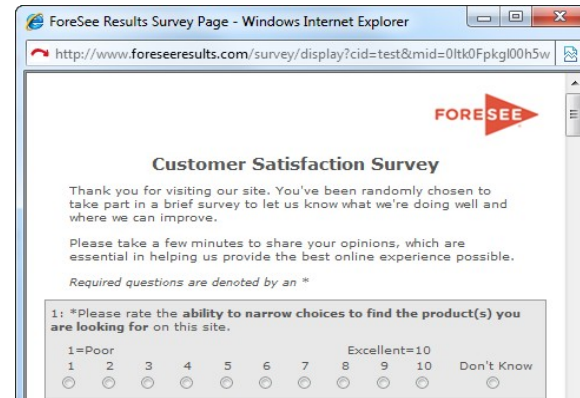 ForeSee Results Survey Page - Windows Internet Explorer
http://www.foreseeresults.com/survey/display?cid=test&mid=0ltk0Fpkgl00h5w
FORESEE
Customer Satisfaction Survey
Thank you for visiting our site. You've been randomly chosen to
take part in a brief survey to let us know what we're doing well and
where we can improve.
Please take a few minutes to share your opinions, which are
essential in helping us provide the best online experience possible.
Required questions are denoted by an *
1: *Please rate the ability to narrow choices to find the product(s) you
are looking for on this site.
1=Poor Excellent=10
1 2 3 4 5 6 7 8 9 10 Don't Know